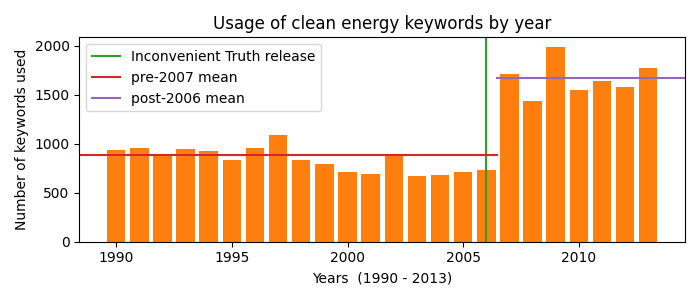 Usage of clean energy keywords by year
Number of keywords used
2000
1500
1000
500
0
Inconvenient Truth release
pre-2007 mean
post-2006 mean
1990
1995
2000
2005
2010
Years  (1990 - 2013)